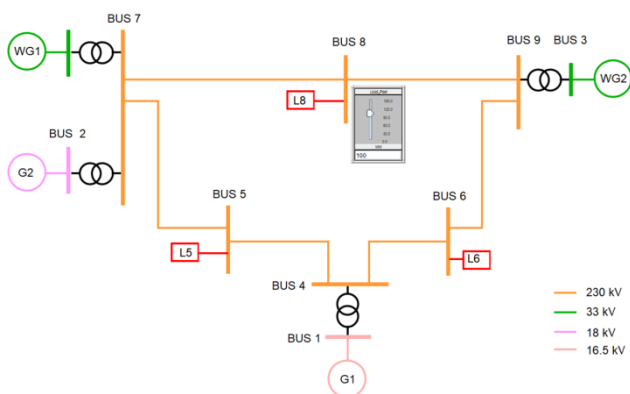 BUS 7
WG1
BUS 8
BUS 9
BUS 3
WG2
L8
100
BUS 2
G2
BUS 5
BUS 6
L5
L6
BUS 4
BUS 1
G1
230 kV
33 kV
18 kV
16.5 kV